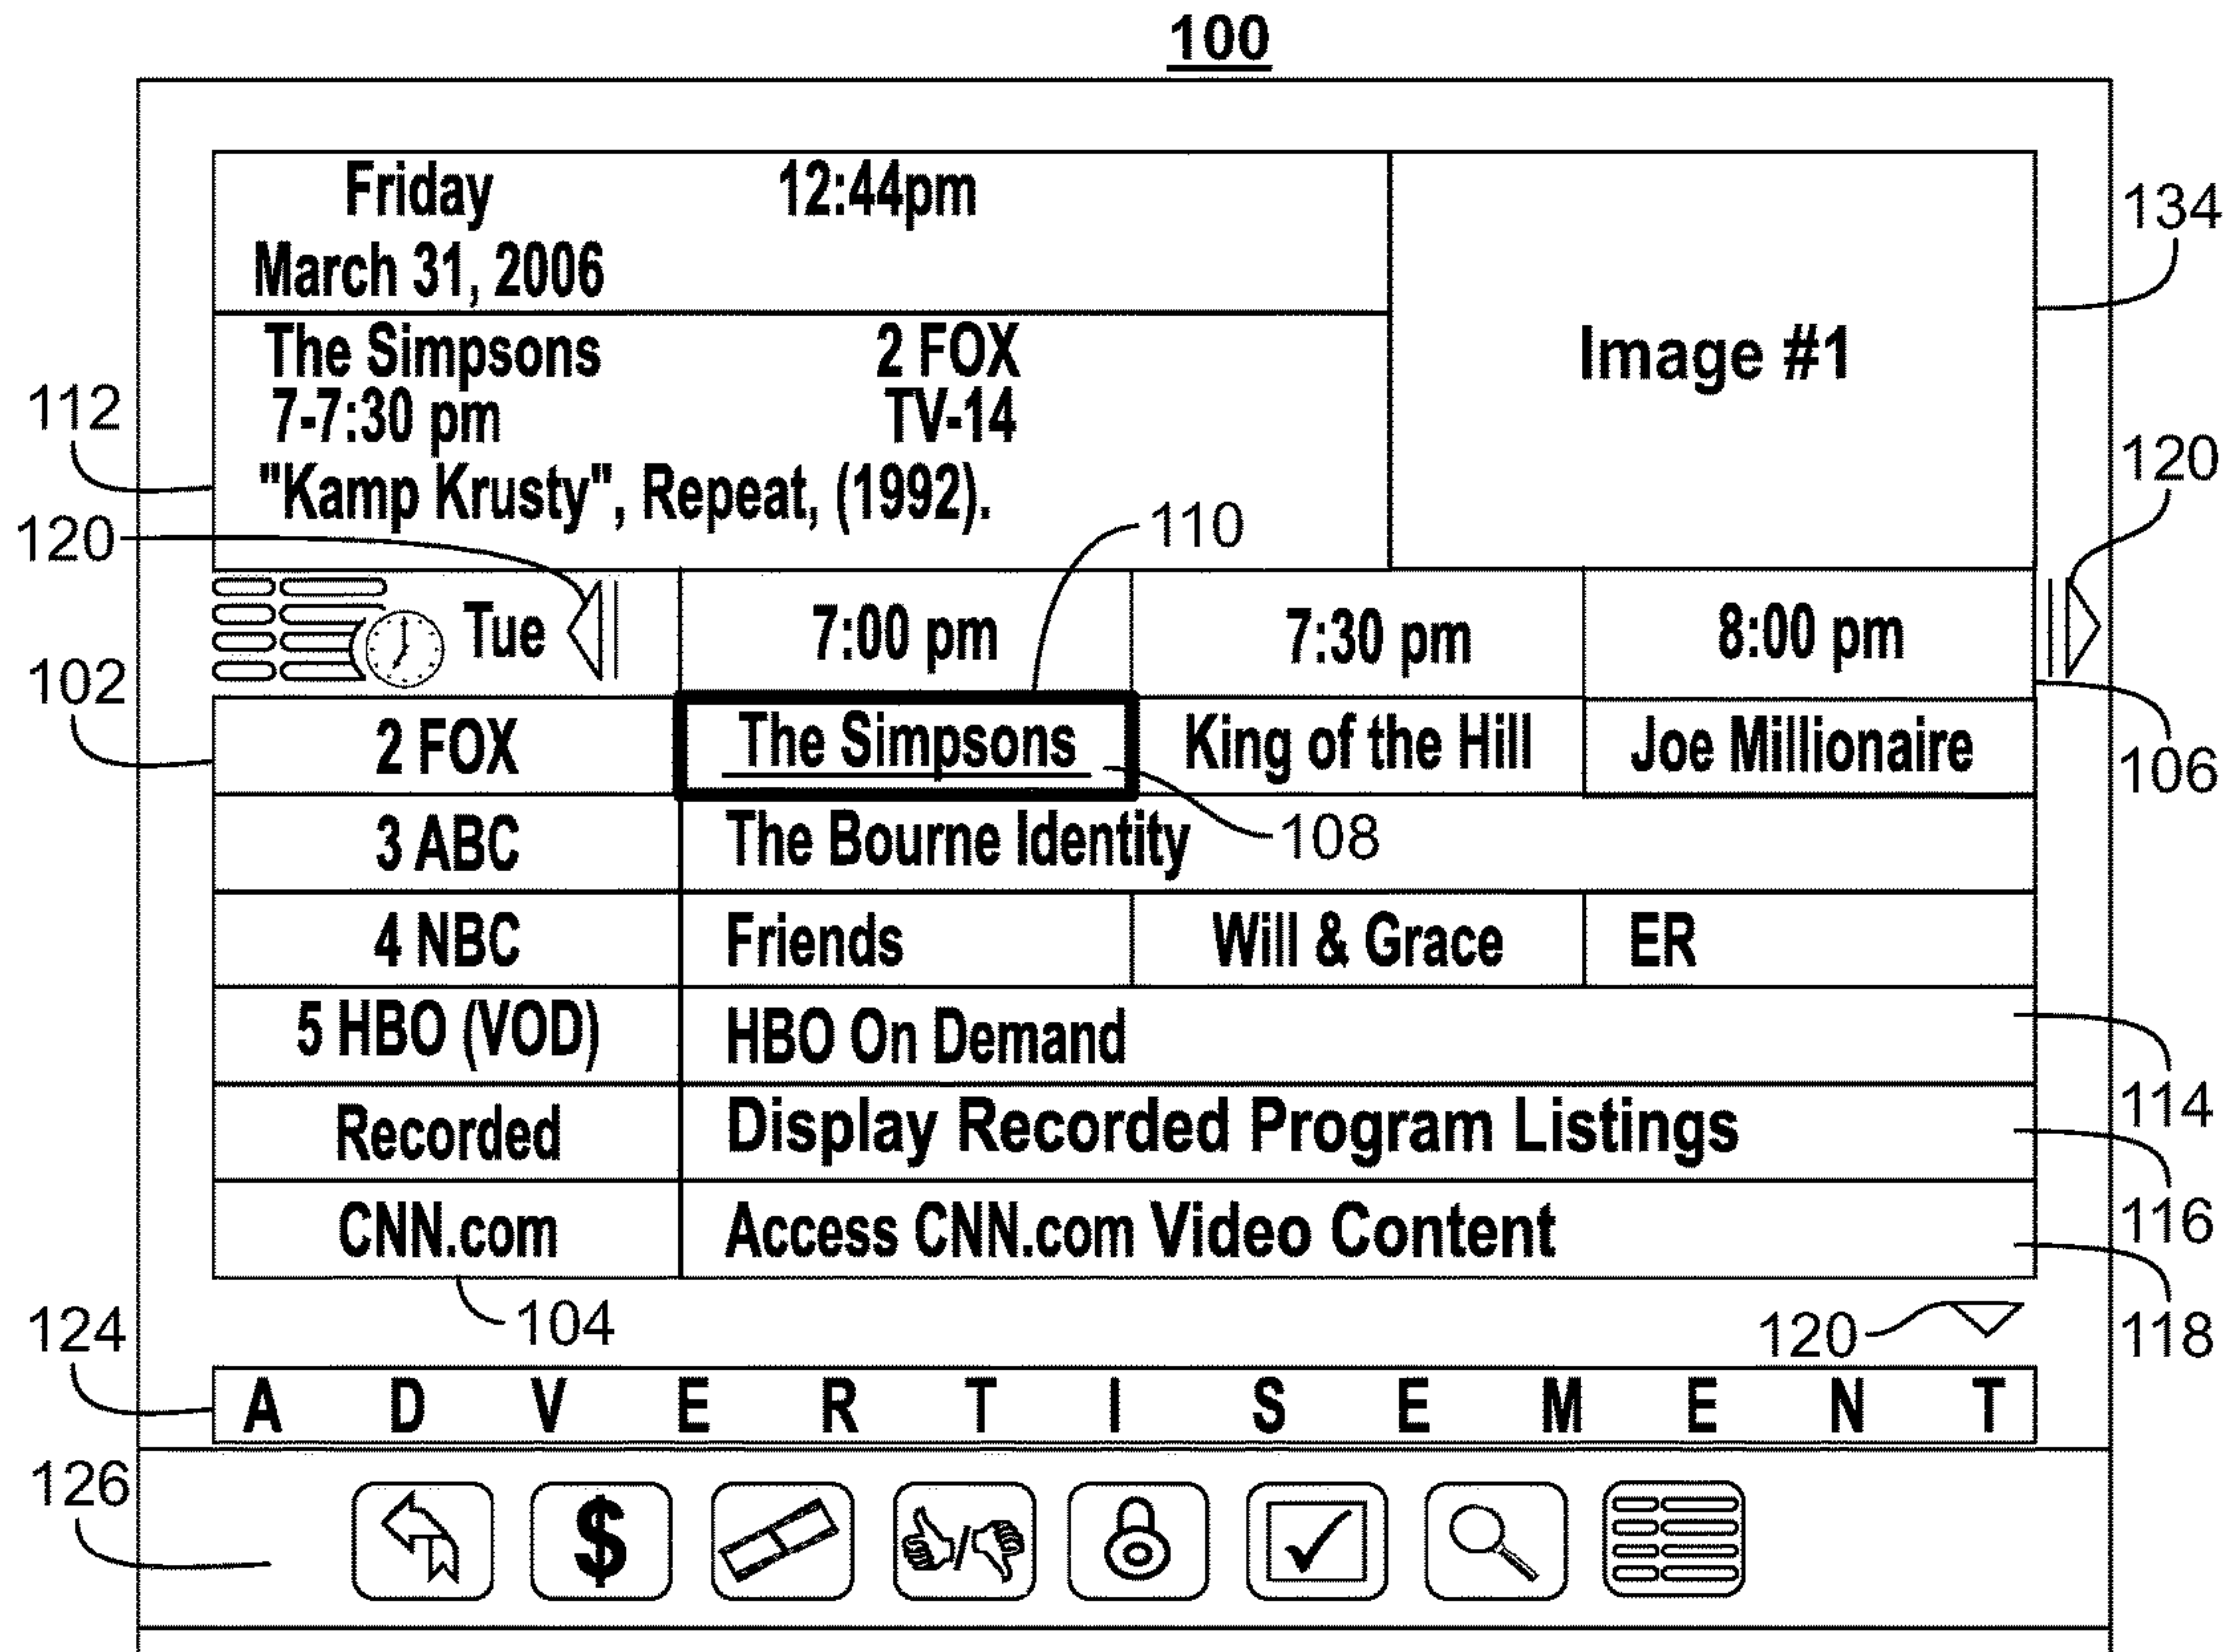 100
Friday 12:44pm
March 31, 2006
134
The Simpsons 2 FOX
Image #1
112
7-7:30 pm TV-14
120
"Kamp Krusty", Repeat, (1992).
120
110
Tue 7:00 pm 7:30 pm 8:00 pm
102
2 FOX The Simpsons King of the Hill Joe Millionaire
106
3 ABC The Bourne Identity
108
4 NBC Friends Will & Grace ER
5 HBO (VOD) HBO On Demand
114
Recorded Display Recorded Program Listings
116
CNN.com Access CNN.com Video Content
124
104
120
118
A D V E R T I S E M E N T
126
$